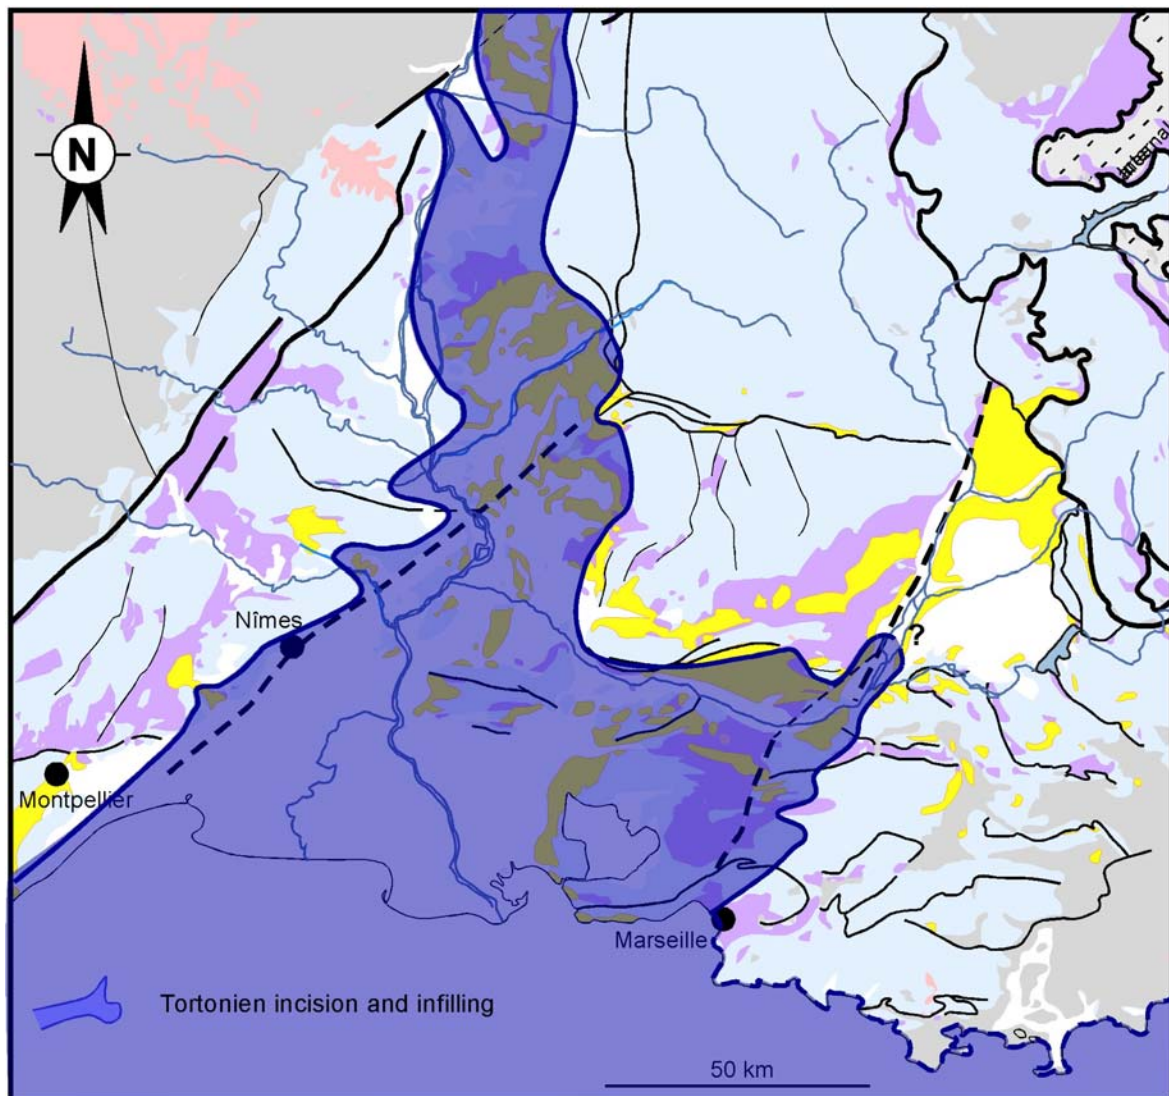 N
Nîmes
?
Montpellier
Marseille
Tortonien incision and infilling
50 km